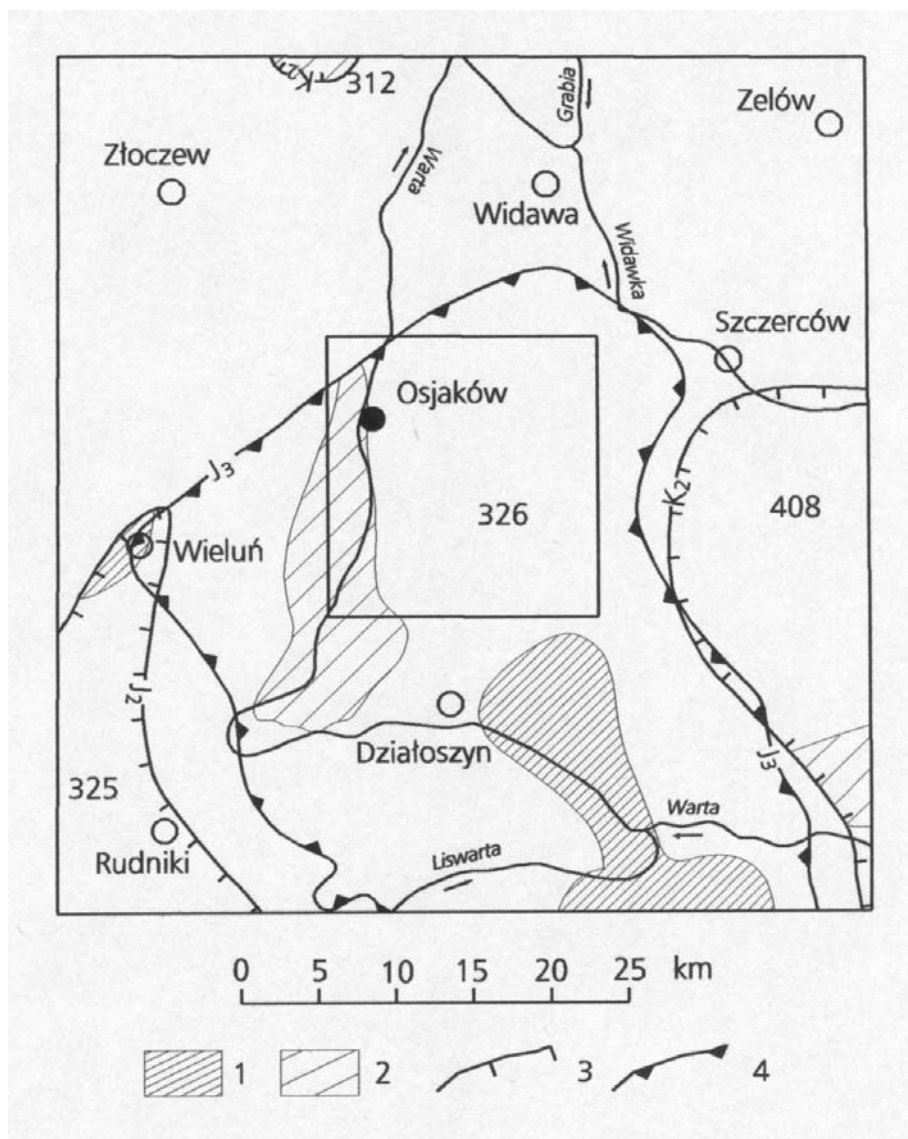 K2
312
Grabia
Zelów
Złoczew
Warta
Widawa
Widawka
Szczerców
Osjaków
J3
K2
326
408
Wieluń
J2
Działoszyn
325
J3
Warta
Rudniki
Liswarta
0 5 10 15 20 25 km
1 2 3 4